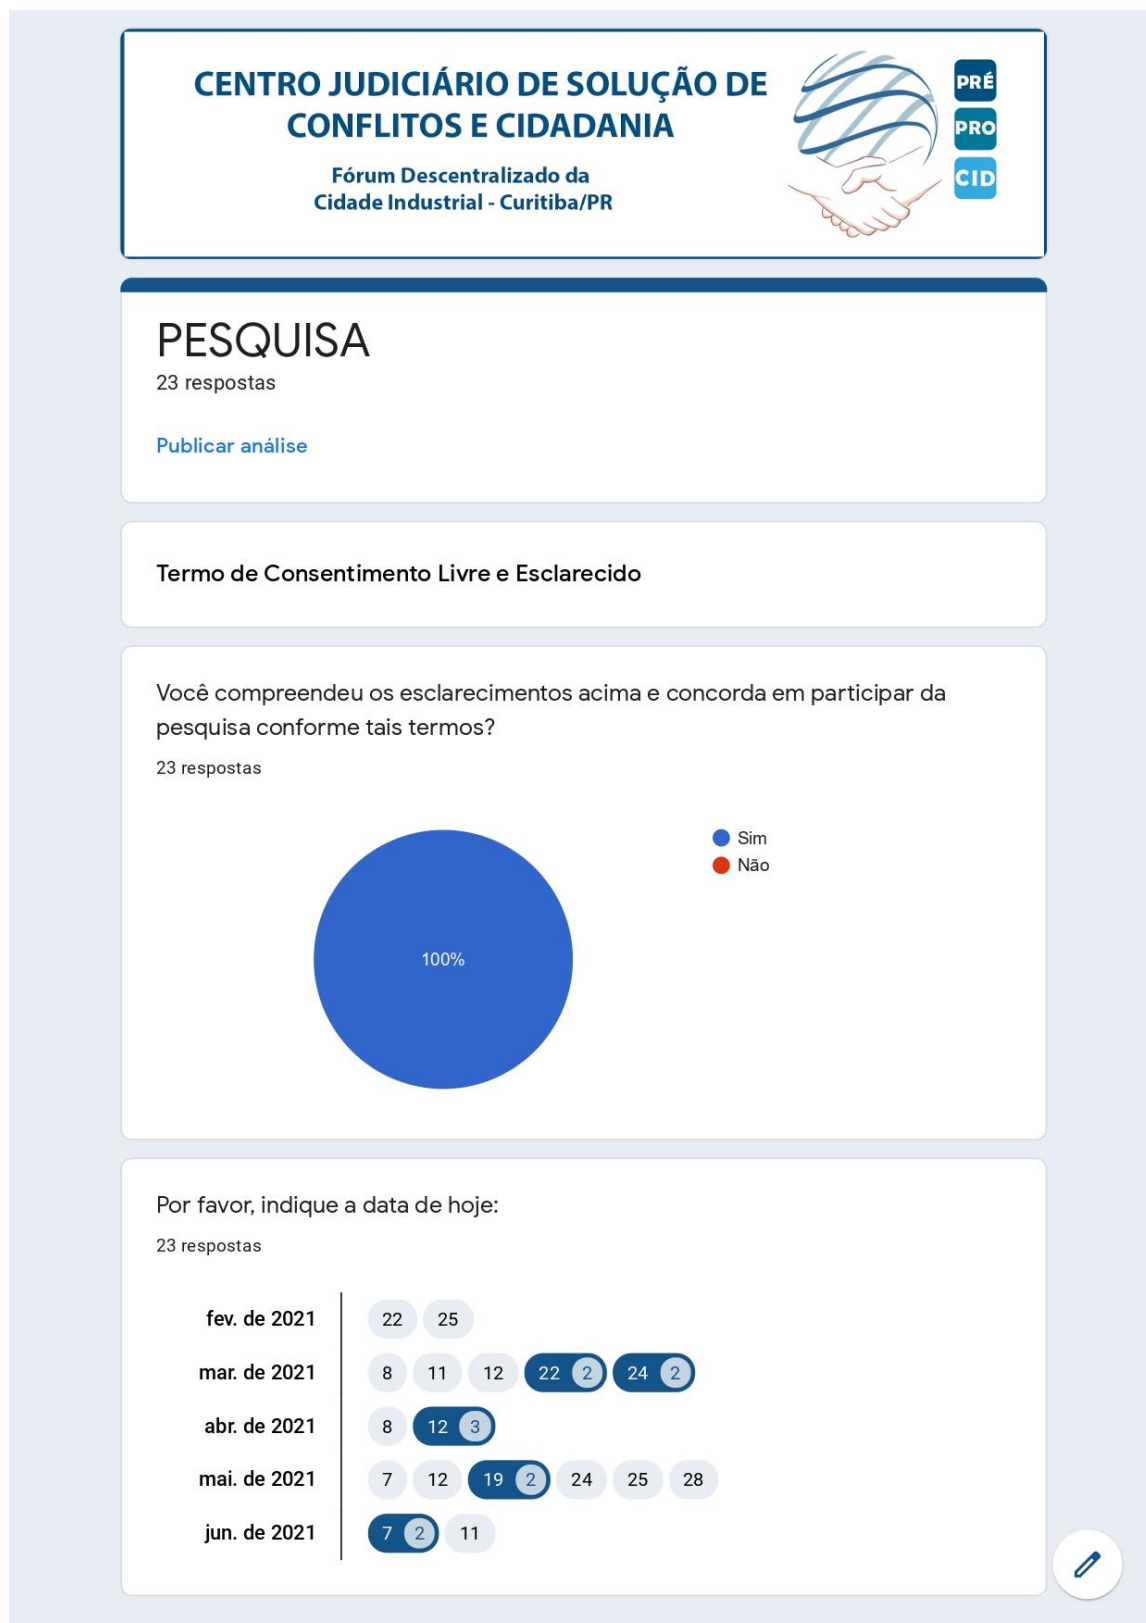 CENTRO JUDICIÁRIO DE SOLUÇÃO DE
CONFLITOS E CIDADANIA
Fórum Descentralizado da
Cidade Industrial - Curitiba/PR
PRÉ
PRO
CID
PESQUISA
23 respostas
Publicar análise
Termo de Consentimento Livre e Esclarecido
Você compreendeu os esclarecimentos acima e concorda em participar da
pesquisa conforme tais termos?
23 respostas
Sim
Não
100%
Por favor, indique a data de hoje:
23 respostas
fev. de 2021 22 25
mar. de 2021 8 11 12 22 2 24 2
abr. de 2021 8 12 3
mai. de 2021 7 12 19 2 24 25 28
jun. de 2021 7 2 11